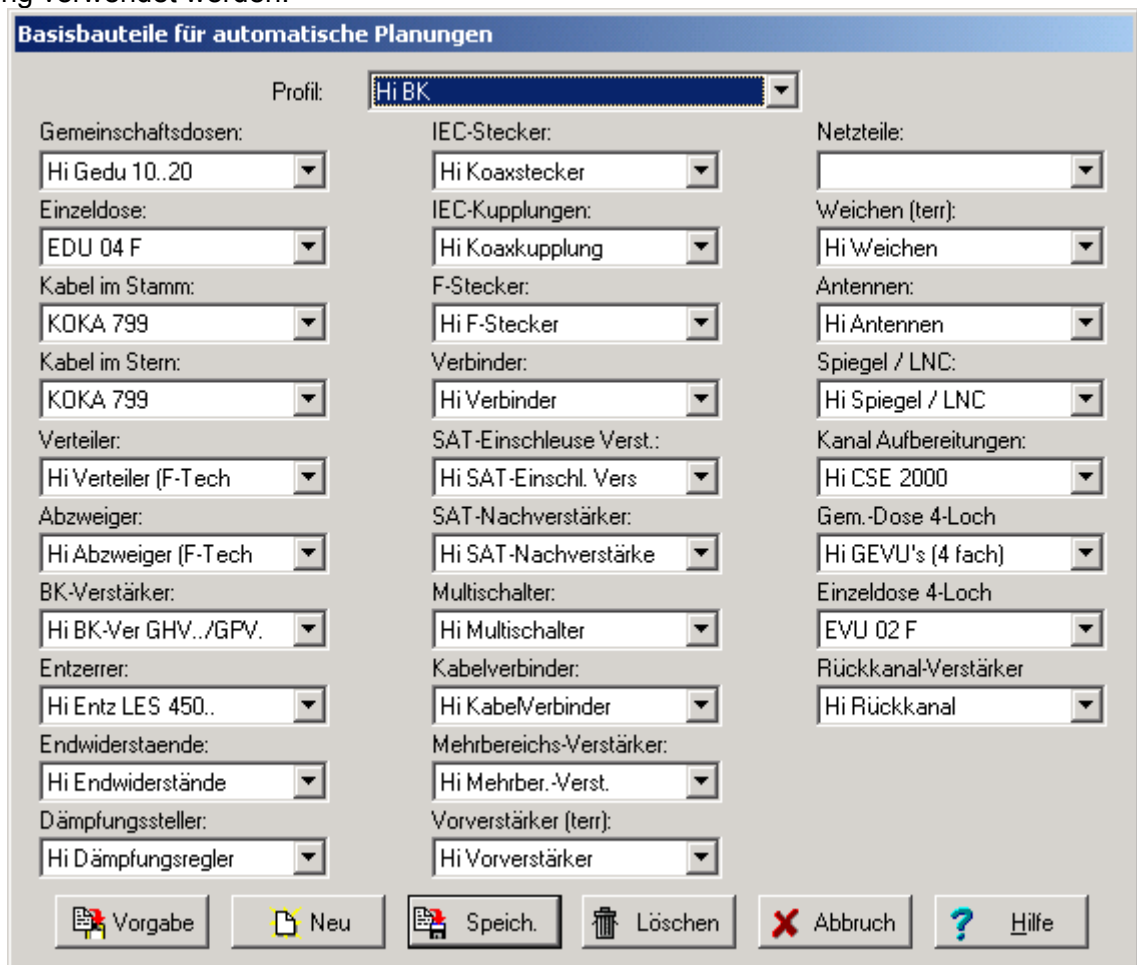 ng verwendet werden.
Basisbauteile für automatische Planungen
Profil: Hi BK
Gemeinschaftsdosen: IEC-Stecker: Netzteile:
Hi Gedu 10..20 Hi Koaxstecker
Einzeldose: IEC-Kupplungen: Weichen (terr):
EDU 04 F Hi Koaxkupplung Hi Weichen
Kabel im Stamm: F-Stecker: Antennen:
KOKA 799 Hi F-Stecker Hi Antennen
Kabel im Stern: Verbinder: Spiegel / LNC:
KOKA 799 Hi Verbinder Hi Spiegel / LNC
Verteiler: SAT-Einschleuse Verst.: Kanal Aufbereitungen:
Hi Verteiler (F-Tech Hi SAT-Einschl. Vers Hi CSE 2000
Abzweiger: SAT-Nachverstärker: Gem.-Dose 4-Loch
Hi Abzweiger (F-Tech Hi SAT-Nachverstärke Hi GEVU's (4 fach)
BK-Verstärker: Multischalter: Einzeldose 4-Loch
Hi BK-Ver GHV../GPV. Hi Multischalter EVU 02 F
Entzerrer: Kabelverbinder: Rückkanal-Verstärker
Hi Entz LES 450.. Hi KabelVerbinder Hi Rückkanal
Endwiderstaende: Mehrbereichs-Verstärker:
Hi Endwiderstände Hi Mehrber.-Verst.
Dämpfungssteller: Vorverstärker (terr):
Hi Dämpfungsregler Hi Vorverstärker
Vorgabe Neu Speich. Löschen Abbruch Hilfe